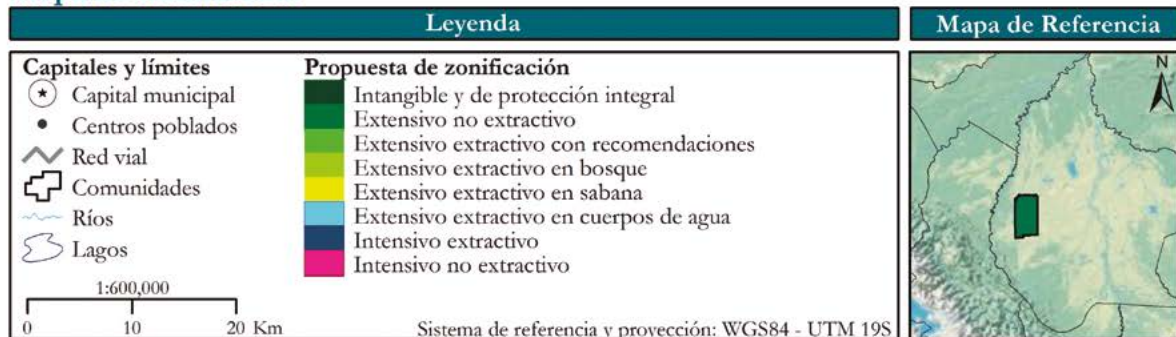 Leyenda
Mapa de Referencia
Capitales y límites
Capital municipal
Centros poblados
Red vial
Comunidades
Ríos
Lagos
1:600,000
0 10 20 Km
Propuesta de zonificación
Intangible y de protección integral
Extensivo no extractivo
Extensivo extractivo con recomendaciones
Extensivo extractivo en bosque
Extensivo extractivo en sabana
Extensivo extractivo en cuerpos de agua
Intensivo extractivo
Intensivo no extractivo
Sistema de referencia y proyección: WGS84 - UTM 19S
N